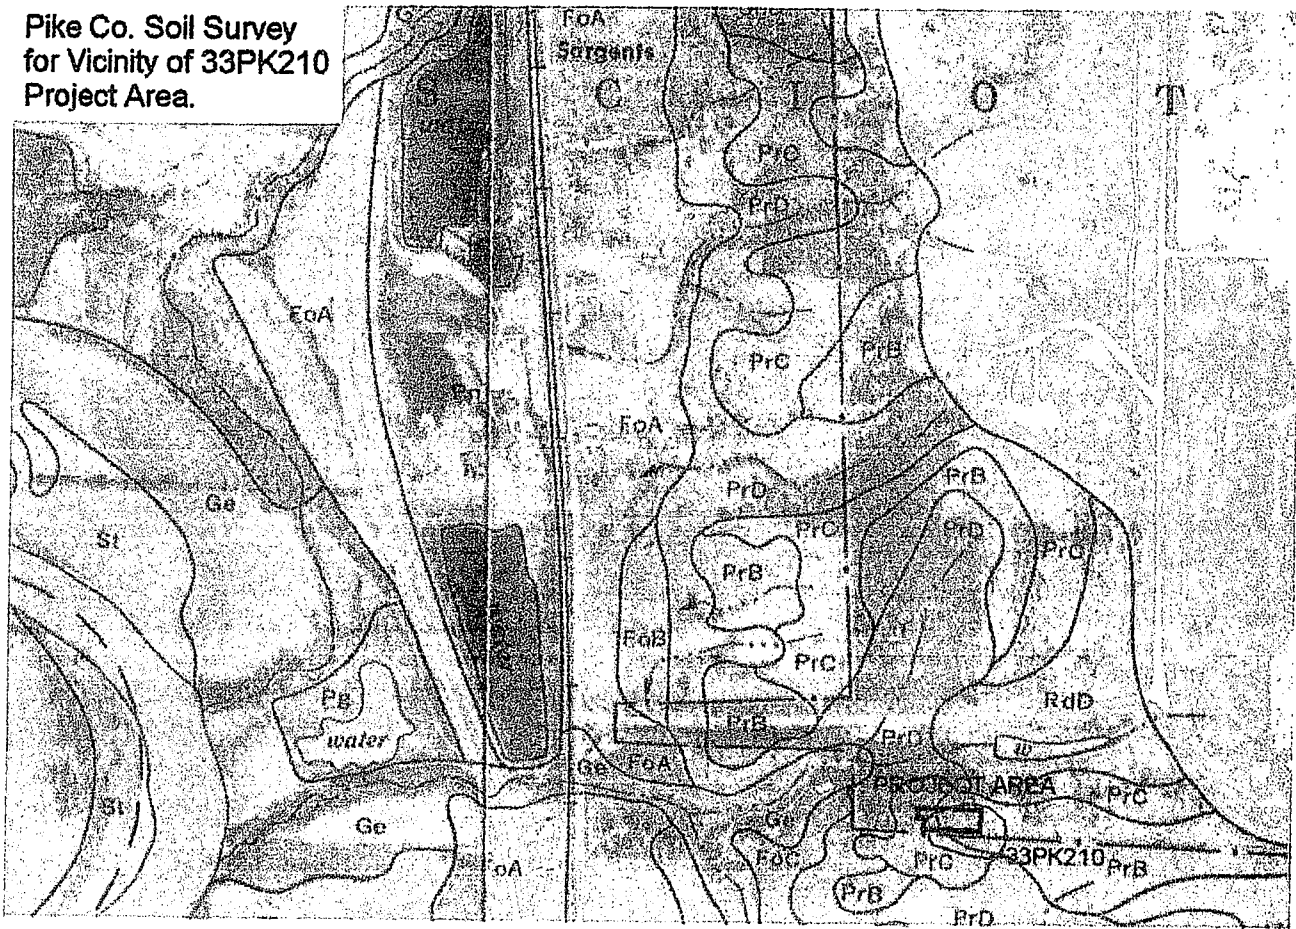 Pike Co. Soil Survey
for Vicinity of 33PK210
Project Area.
G
FoA
Sargents
S C I O T
PrC
PrD
FoA
PrC
PrB
FoA
PrD
PrB
PrC
PrD
PrC
Ge
St
PrB
FoB
PrC
Pg
water
PrB
RdD
PrD
w
Ge
FoA
PROJECT AREA
PrC
St
Ge
Ge
FoC
33PK210
PrB
FoA
PrC
PrB
PrD